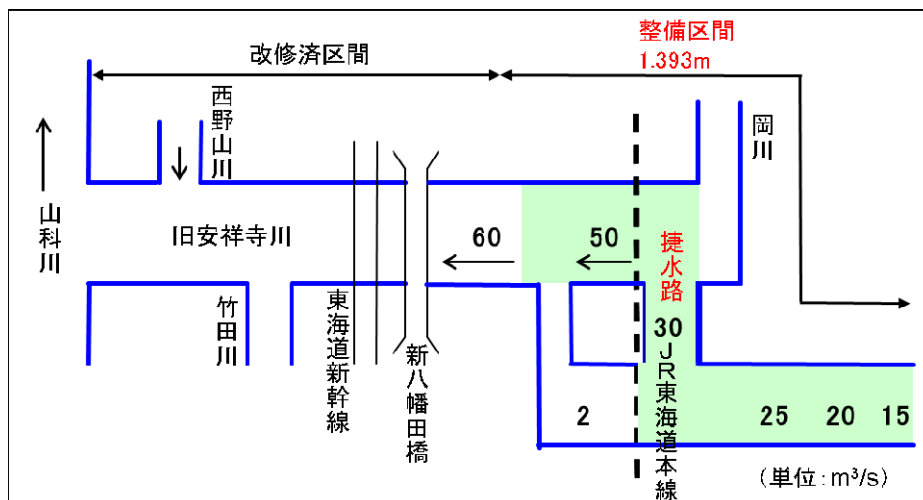 整備区間
1.393m
改修済区間
西野山川
岡川
山科川
旧安祥寺川
60
50
捷水路
竹田川
東海道新幹線
新八幡田橋
30
JR東海道本線
2
25
20
15
（単位：m³/s）